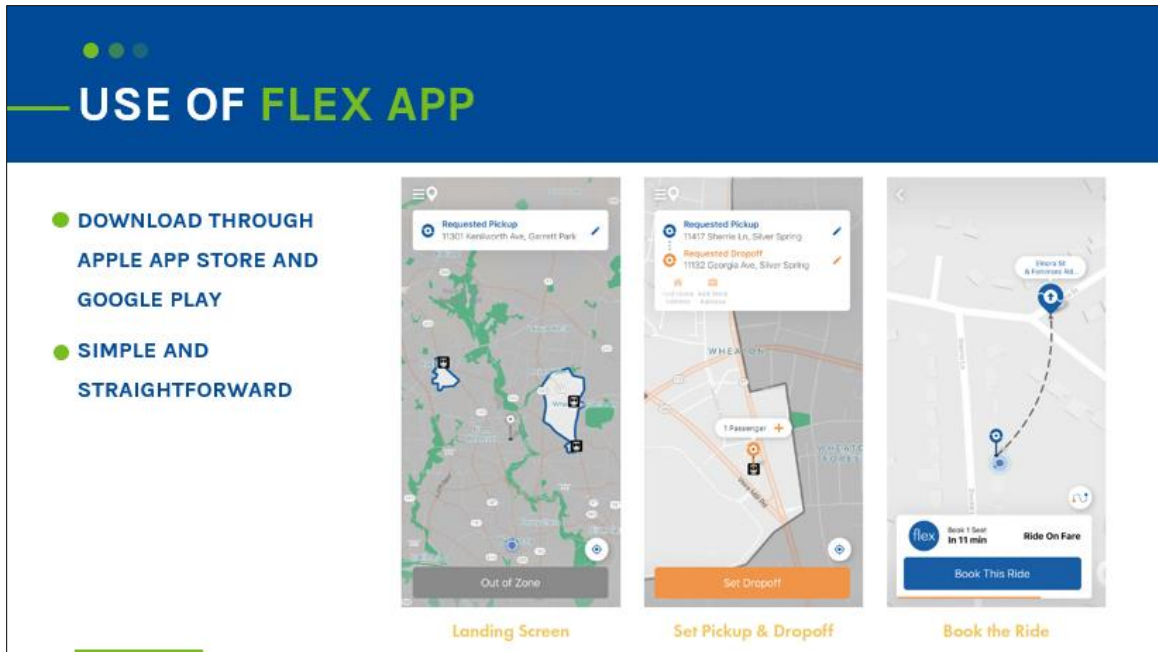 USE OF FLEX APP
DOWNLOAD THROUGH
APPLE APP STORE AND
GOOGLE PLAY
SIMPLE AND
STRAIGHTFORWARD
Requested Pickup
11301 Kenilworth Ave, Garrett Park
Out of Zone
Landing Screen
Requested Pickup
11417 Sherrie Ln, Silver Spring
Requested Dropoff
11132 Georgia Ave, Silver Spring
WHEATON
1 Passenger
Set Dropoff
Set Pickup & Dropoff
Elnora St
flex
Book 1 Seat
In 11 min
Ride On Fare
Book This Ride
Book the Ride